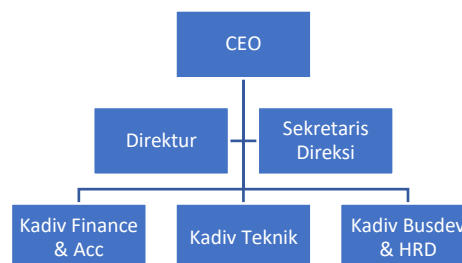 CEO
Direktur
Sekretaris
Direksi
Kadiv Finance
& Acc
Kadiv Teknik
Kadiv Busdev
& HRD